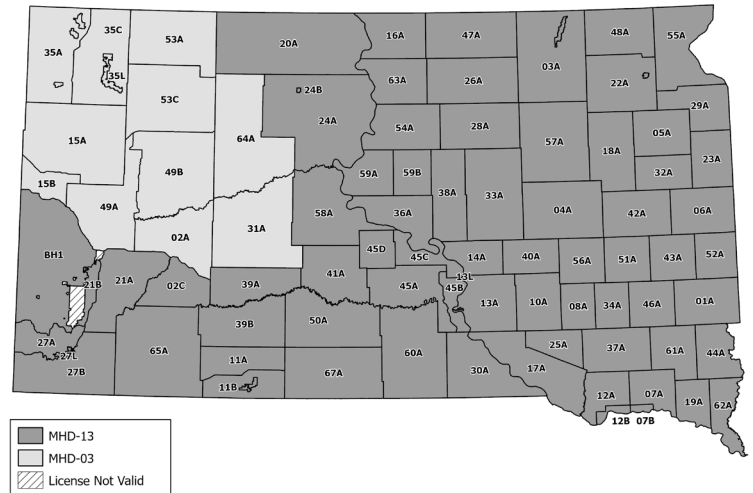 35C
53A
20A
16A
47A
48A
55A
35A
03A
35L
63A
26A
22A
24B
53C
24A
29A
54A
28A
05A
64A
15A
57A
18A
23A
49B
59A
59B
32A
15B
38A
33A
49A
58A
36A
04A
42A
06A
31A
02A
BH1
45D
45C
14A
40A
56A
51A
43A
52A
21B
21A
02C
39A
41A
45A
13L
45B
13A
10A
08A
34A
46A
01A
39B
50A
27A
65A
60A
25A
37A
61A
44A
27L
27B
11A
11B
67A
30A
17A
12A
07A
19A
62A
12B
07B
MHD-13
MHD-03
License Not Valid